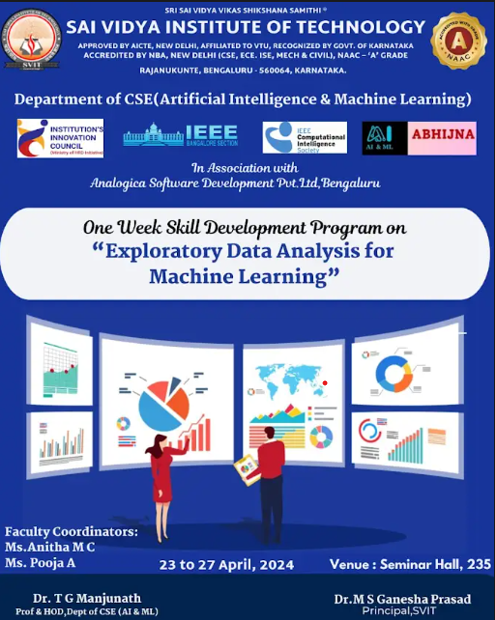 SRI SAI VIDYA VIKAS SHIKSHANA SAMITHI ®
SAI VIDYA INSTITUTE OF TECHNOLOGY
APPROVED BY AICTE, NEW DELHI, AFFILIATED TO VTU, RECOGNIZED BY GOVT. OF KARNATAKA
ACCREDITED BY NBA, NEW DELHI (CSE, ECE. ISE, MECH & CIVIL), NAAC – 'A' GRADE
RAJANUKUNTE, BENGALURU - 560064, KARNATAKA.
SVIT
A
NAAC
Department of CSE(Artificial Intelligence & Machine Learning)
INSTITUTION'S
INNOVATION
COUNCIL
IEEE
BANGALORE SECTION
IEEE
Computational
Intelligence
Society
AI & ML
ABHIJNA
In Association with
Analogica Software Development Pvt.Ltd,Bengaluru
One Week Skill Development Program on
“Exploratory Data Analysis for
Machine Learning”
Faculty Coordinators:
Ms.Anitha M C
Ms. Pooja A
23 to 27 April, 2024
Venue : Seminar Hall, 235
Dr. T G Manjunath
Prof & HOD,Dept of CSE (AI & ML)
Dr.M S Ganesha Prasad
Principal,SVIT